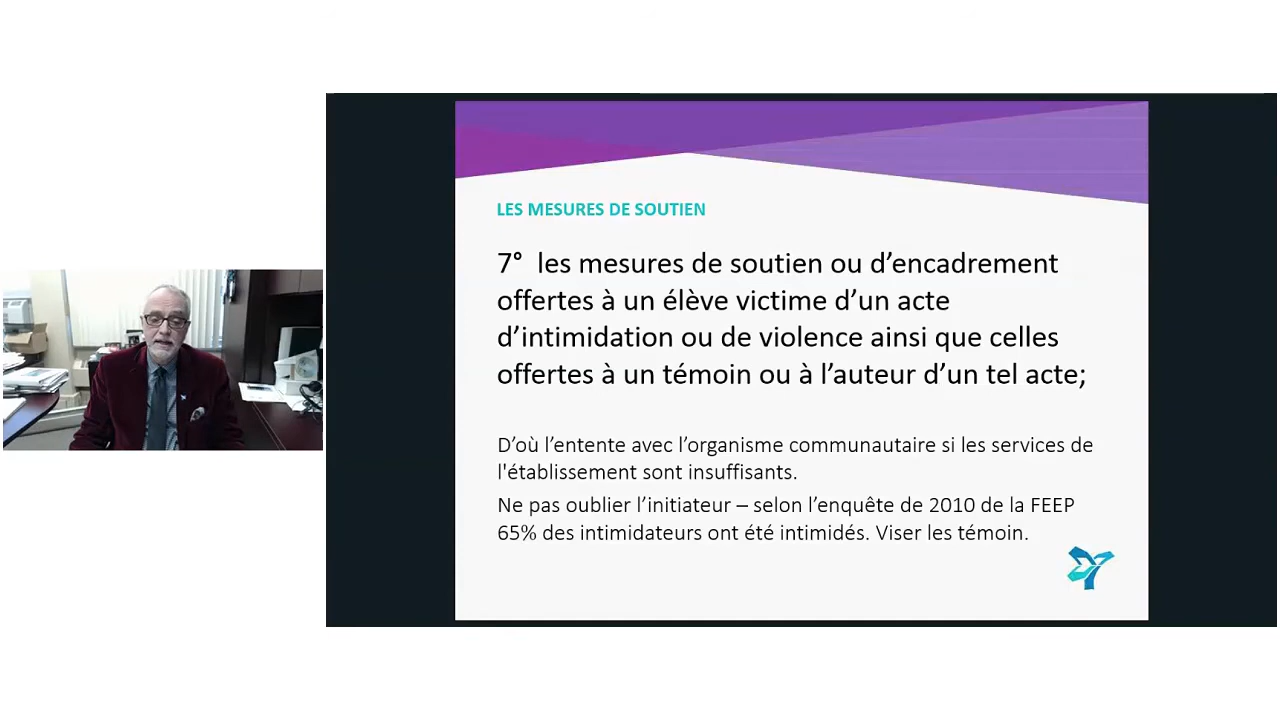 LES MESURES DE SOUTIEN
7° les mesures de soutien ou d’encadrement
offertes à un élève victime d’un acte
d’intimidation ou de violence ainsi que celles
offertes à un témoin ou à l’auteur d’un tel acte;
D’où l’entente avec l’organisme communautaire si les services de
l'établissement sont insuffisants.
Ne pas oublier l’initiateur – selon l’enquête de 2010 de la FEEP
65% des intimidateurs ont été intimidés. Viser les témoin.